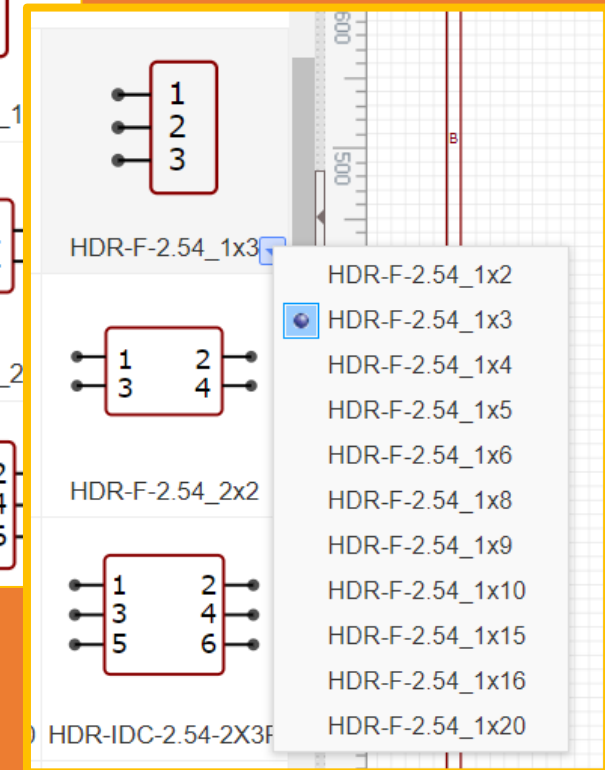 1
2
3
HDR-F-2.54_1x3
1 2
3 4
HDR-F-2.54_2x2
1 2
3 4
5 6
HDR-IDC-2.54-2X3
600
500
B
HDR-F-2.54_1x2
HDR-F-2.54_1x3
HDR-F-2.54_1x4
HDR-F-2.54_1x5
HDR-F-2.54_1x6
HDR-F-2.54_1x8
HDR-F-2.54_1x9
HDR-F-2.54_1x10
HDR-F-2.54_1x15
HDR-F-2.54_1x16
HDR-F-2.54_1x20
_1
_2